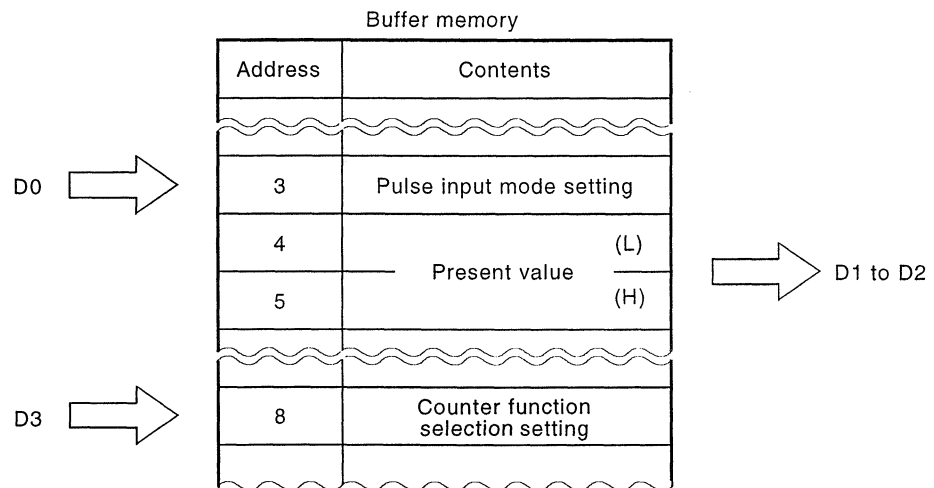 Buffer memory
Address Contents
D0 3 Pulse input mode setting
4 (L)
Present value D1 to D2
5 (H)
D3 8 Counter function
selection setting